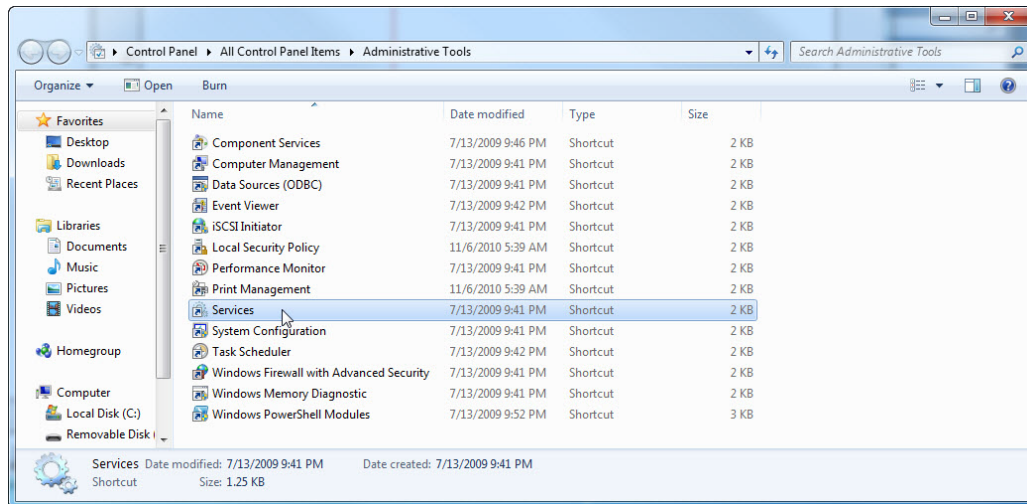 Control Panel ▸ All Control Panel Items ▸ Administrative Tools
Search Administrative Tools
Organize Open Burn
Name Date modified Type Size
Favorites
Desktop
Downloads
Recent Places
Libraries
Documents
Music
Pictures
Videos
Homegroup
Computer
Local Disk (C:)
Removable Disk
Component Services 7/13/2009 9:46 PM Shortcut 2 KB
Computer Management 7/13/2009 9:41 PM Shortcut 2 KB
Data Sources (ODBC) 7/13/2009 9:41 PM Shortcut 2 KB
Event Viewer 7/13/2009 9:42 PM Shortcut 2 KB
iSCSI Initiator 7/13/2009 9:41 PM Shortcut 2 KB
Local Security Policy 11/6/2010 5:39 AM Shortcut 2 KB
Performance Monitor 7/13/2009 9:41 PM Shortcut 2 KB
Print Management 11/6/2010 5:39 AM Shortcut 2 KB
Services 7/13/2009 9:41 PM Shortcut 2 KB
System Configuration 7/13/2009 9:41 PM Shortcut 2 KB
Task Scheduler 7/13/2009 9:42 PM Shortcut 2 KB
Windows Firewall with Advanced Security 7/13/2009 9:41 PM Shortcut 2 KB
Windows Memory Diagnostic 7/13/2009 9:41 PM Shortcut 2 KB
Windows PowerShell Modules 7/13/2009 9:52 PM Shortcut 3 KB
Services Date modified: 7/13/2009 9:41 PM Date created: 7/13/2009 9:41 PM
Shortcut Size: 1.25 KB